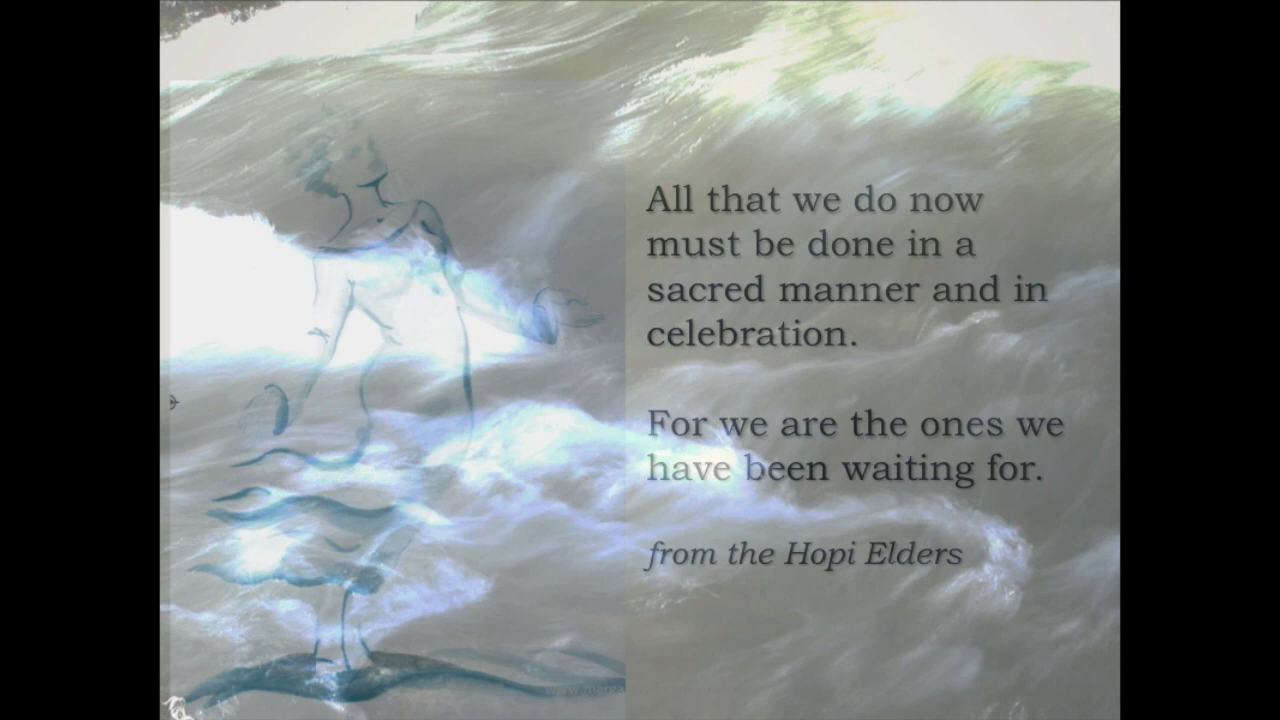 All that we do now
must be done in a
sacred manner and in
celebration.
For we are the ones we
have been waiting for.
from the Hopi Elders